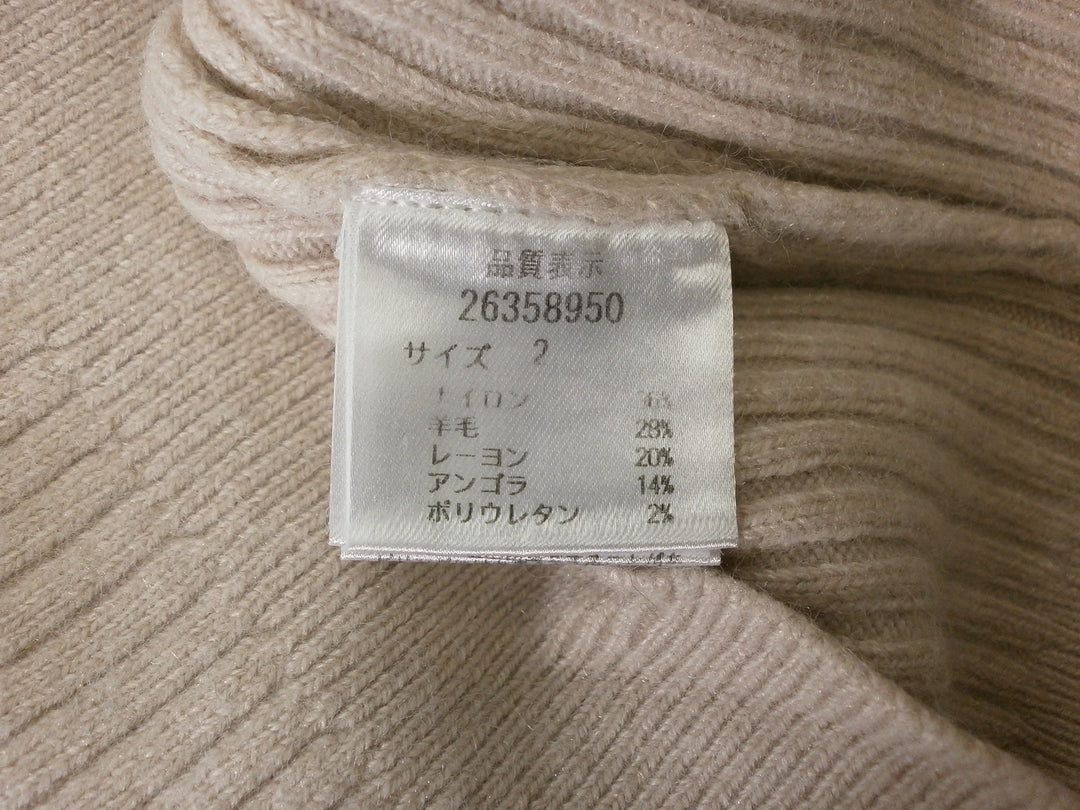 品質表示
26358950
サイズ 2
ナイロン
羊毛 28%
レーヨン 20%
アンゴラ 14%
ポリウレタン 2%